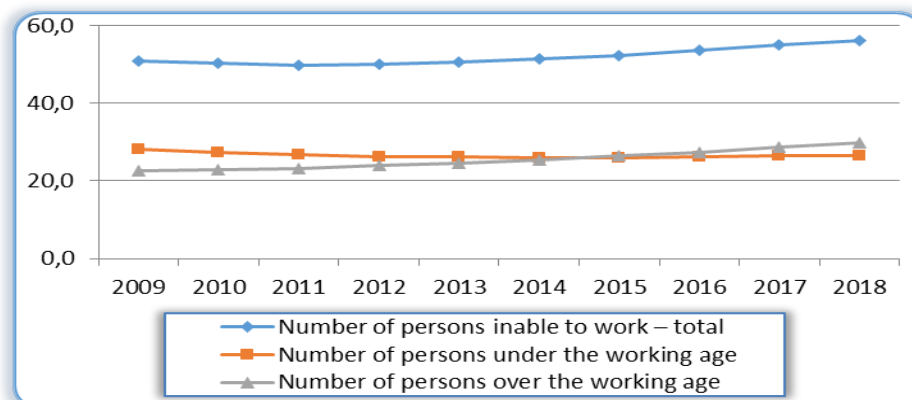 60,0
40,0
20,0
0,0
2009 2010 2011 2012 2013 2014 2015 2016 2017 2018
Number of persons inable to work – total
Number of persons under the working age
Number of persons over the working age